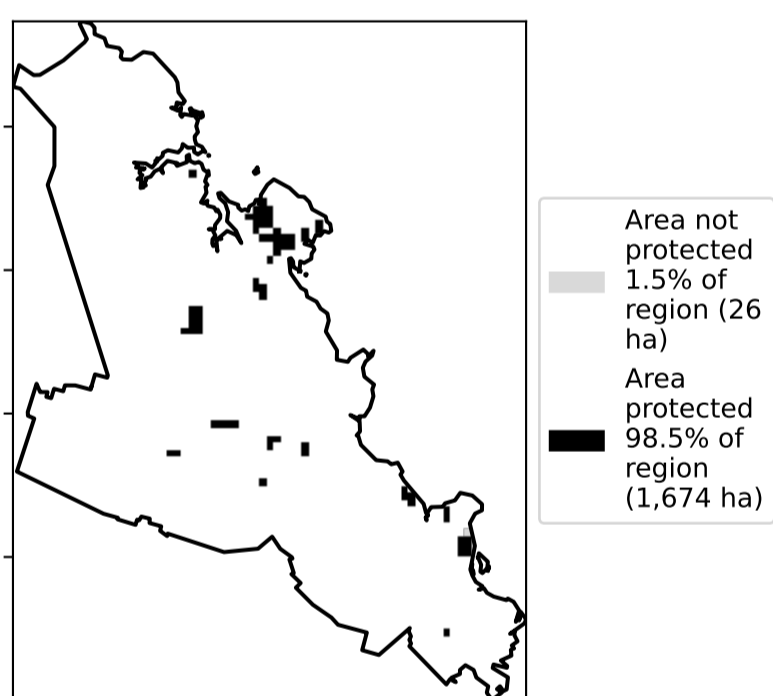 Area not
protected
1.5% of
region (26
ha)
Area
protected
98.5% of
region
(1,674 ha)